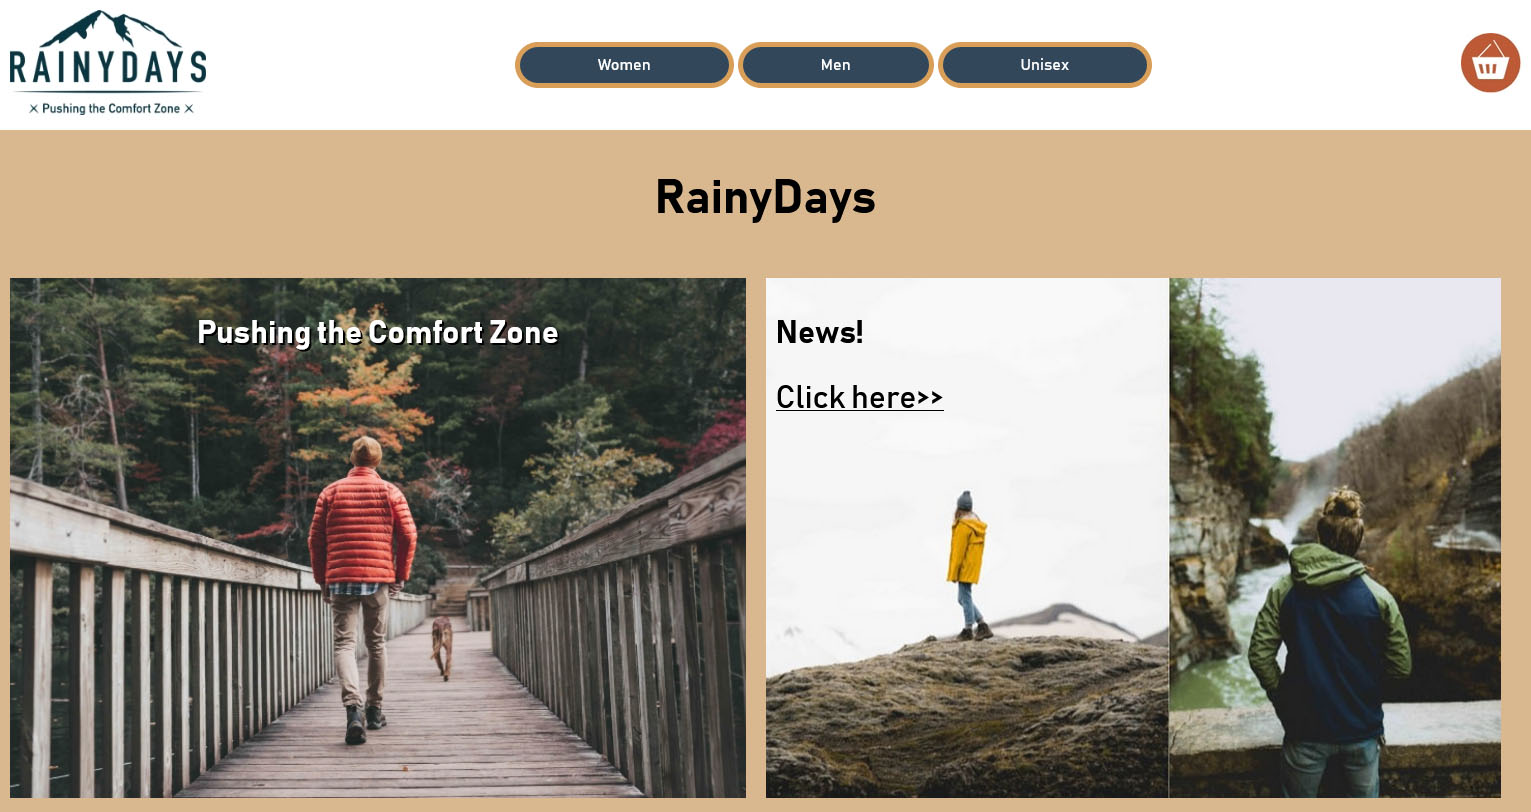 RAINYDAYS
Pushing the Comfort Zone
Women
Men
Unisex
RainyDays
Pushing the Comfort Zone
News!
Click here>>